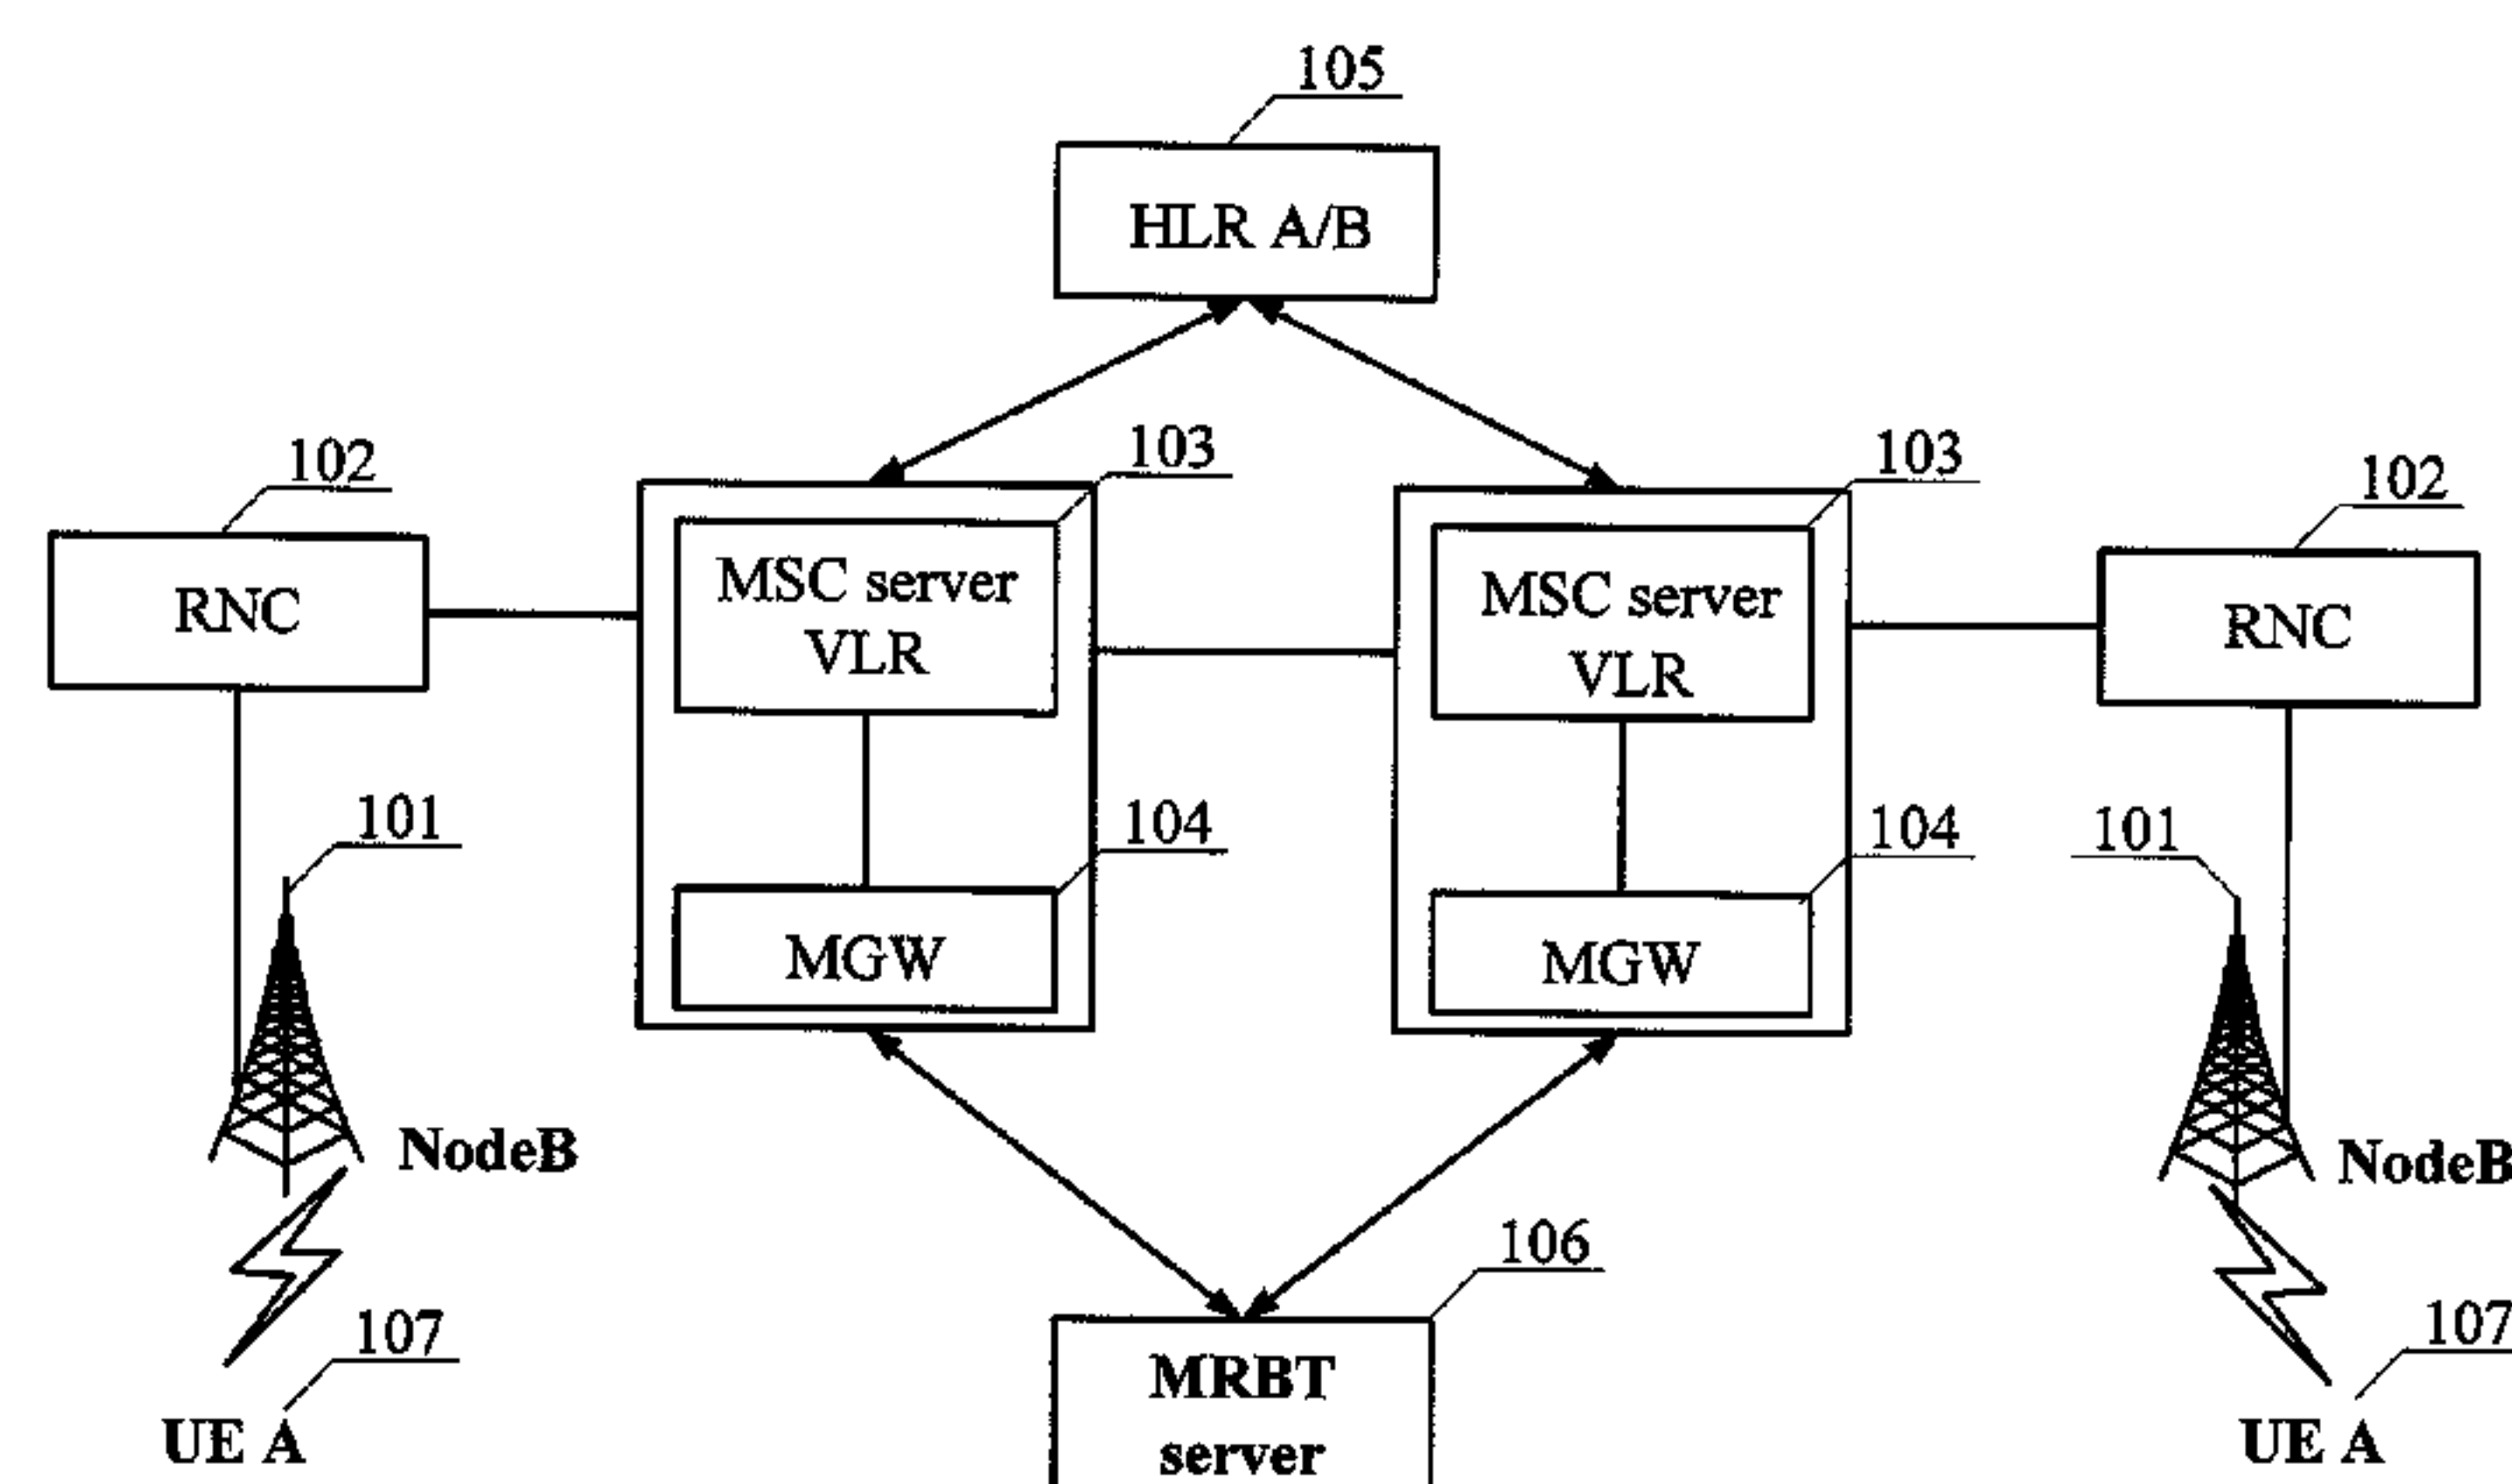 105
HLR A/B
102
103
103
102
RNC
MSC server
VLR
MSC server
VLR
RNC
101
104
104
101
MGW
MGW
NodeB
NodeB
106
107
107
MRBT
server
UE A
UE A